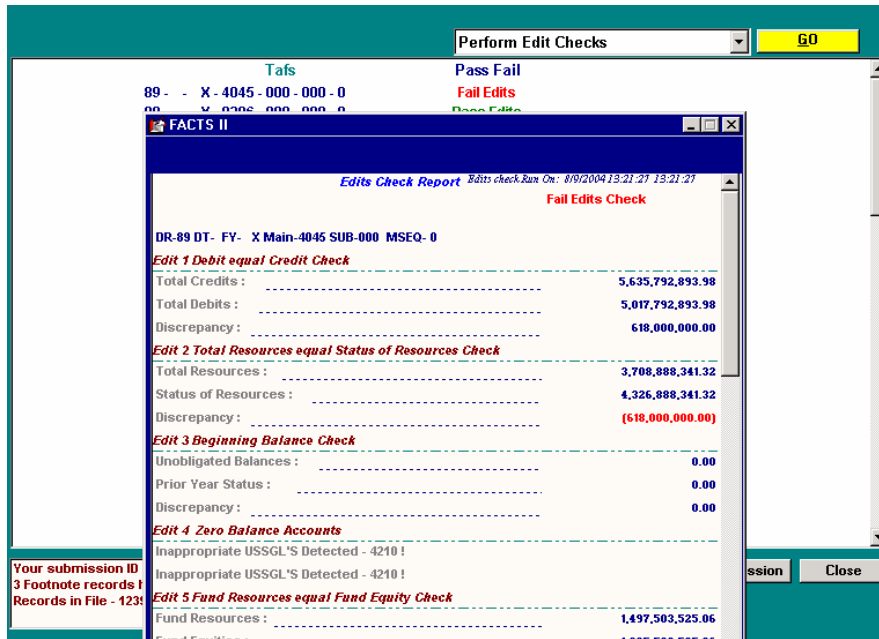 Perform Edit Checks GO
Tafs Pass Fail
89 - - X - 4045 - 000 - 000 - 0 Fail Edits
FACTS II
Edits Check Report Edits check Run On: 8/9/2004 13:21:27 13:21:27
Fail Edits Check
DR-89 DT- FY- X Main-4045 SUB-000 MSEQ- 0
Edit 1 Debit equal Credit Check
Total Credits : 5,635,792,893.98
Total Debits : 5,017,792,893.98
Discrepancy : 618,000,000.00
Edit 2 Total Resources equal Status of Resources Check
Total Resources : 3,708,888,341.32
Status of Resources : 4,326,888,341.32
Discrepancy : (618,000,000.00)
Edit 3 Beginning Balance Check
Unobligated Balances : 0.00
Prior Year Status : 0.00
Discrepancy : 0.00
Edit 4 Zero Balance Accounts
Inappropriate USSGL'S Detected - 4210 !
Inappropriate USSGL'S Detected - 4210 !
Edit 5 Fund Resources equal Fund Equity Check
Fund Resources : 1,497,503,525.06
Your submission ID
3 Footnote records
Records in File - 123
ssion Close